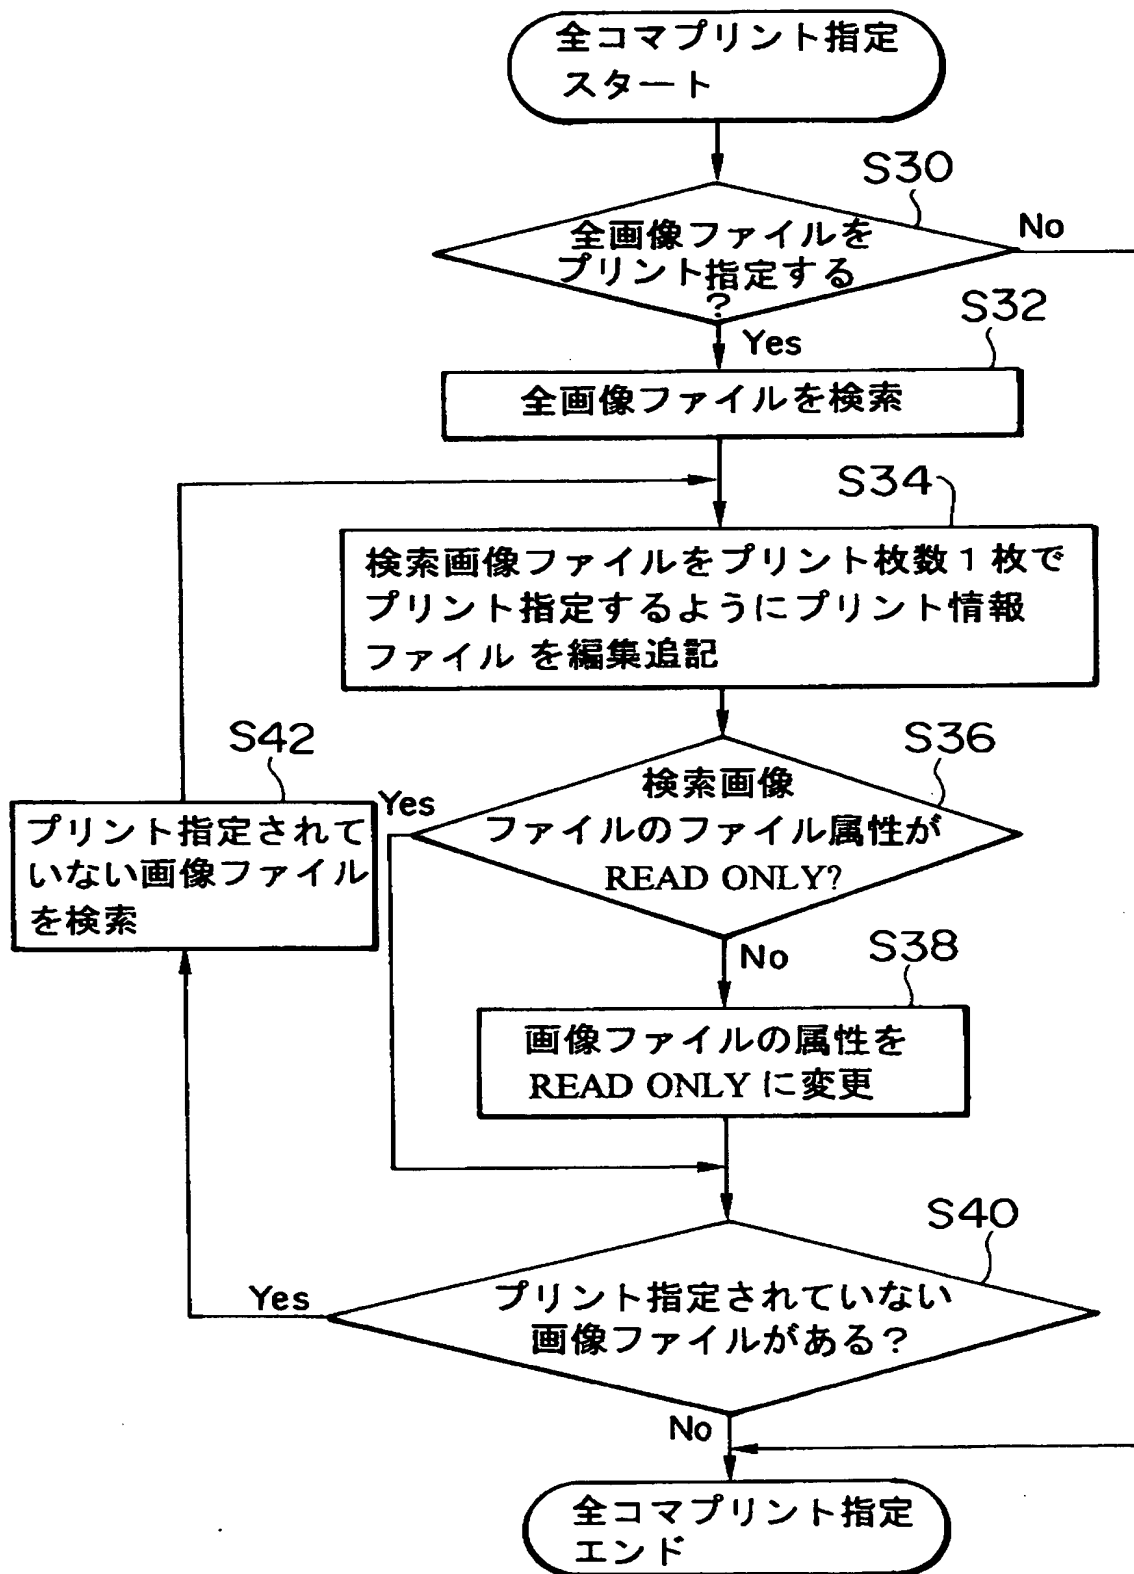 全コマプリント指定
スタート
S30
全画像ファイルを
プリント指定する
?
No
Yes
S32
全画像ファイルを検索
S34
検索画像ファイルをプリント枚数1枚で
プリント指定するようにプリント情報
ファイルを編集追記
S36
検索画像
ファイルのファイル属性が
READ ONLY?
Yes
No
S42
プリント指定されて
いない画像ファイル
を検索
S38
画像ファイルの属性を
READ ONLY に変更
S40
プリント指定されていない
画像ファイルがある?
Yes
No
全コマプリント指定
エンド